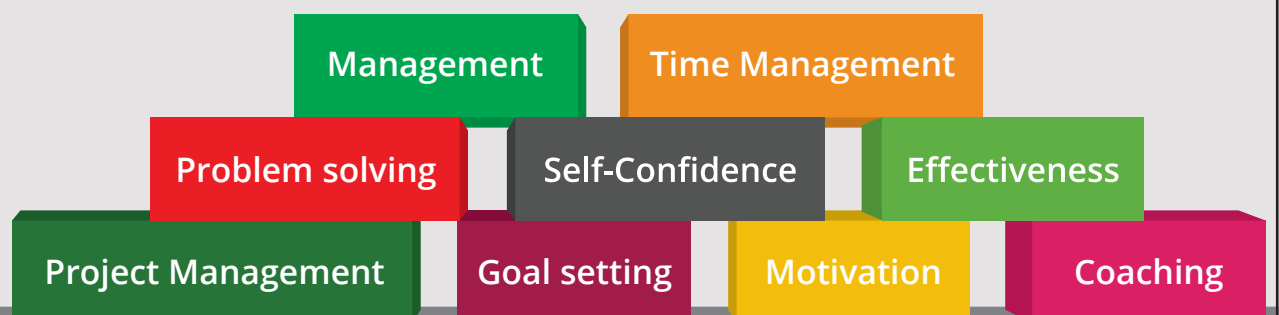 Management
Time Management
Problem solving
Self-Confidence
Effectiveness
Project Management
Goal setting
Motivation
Coaching